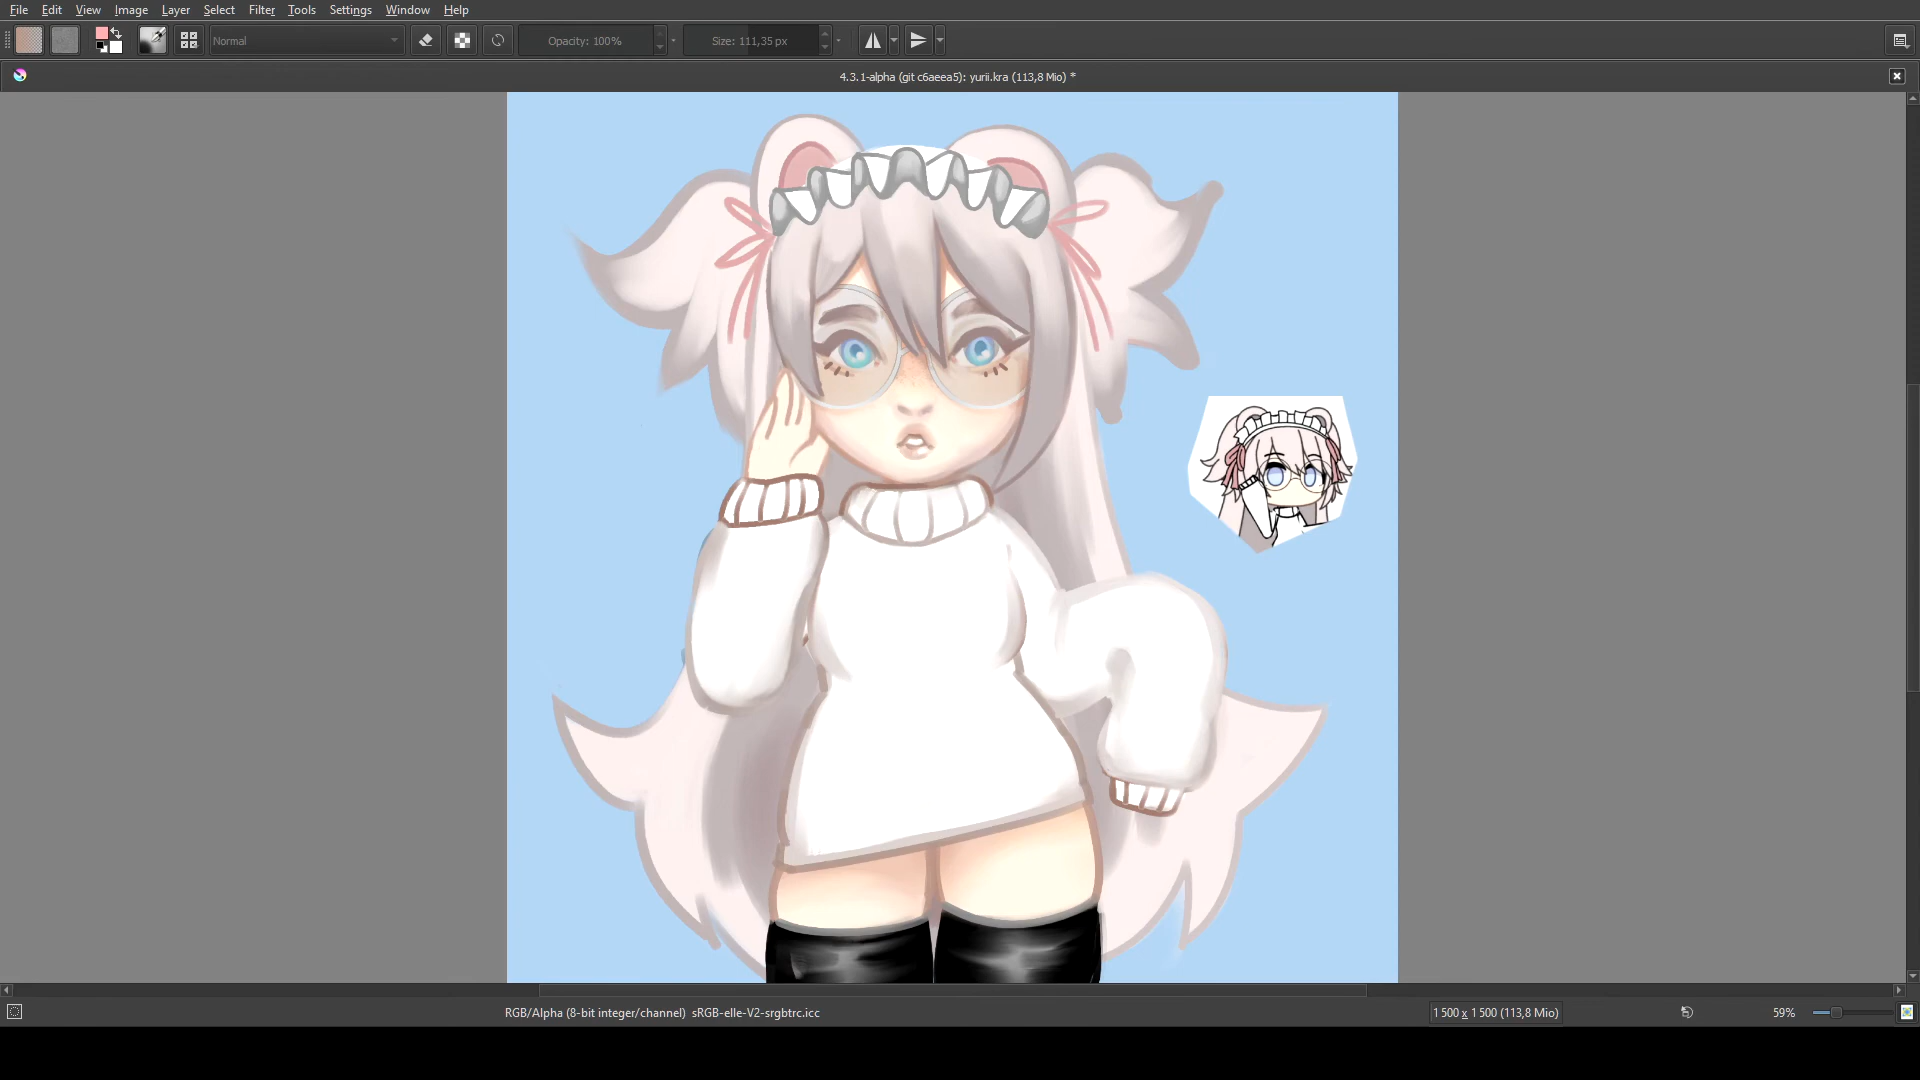 File Edit View Image Layer Select Filter Tools Settings Window Help
Normal Opacity: 100% Size: 111,35 px
4.3.1-alpha (git c6aeea5): yurii.kra (113,8 Mio) *
RGB/Alpha (8-bit integer/channel) sRGB-elle-V2-srgbtrc.icc 1 500 x 1 500 (113,8 Mio) 59%